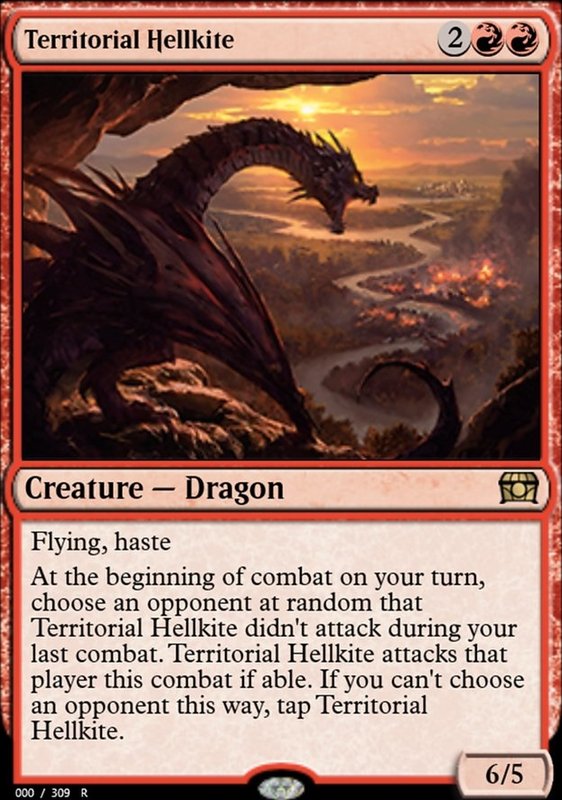 Territorial Hellkite 2
Creature — Dragon
Flying, haste
At the beginning of combat on your turn,
choose an opponent at random that
Territorial Hellkite didn't attack during your
last combat. Territorial Hellkite attacks that
player this combat if able. If you can't choose
an opponent this way, tap Territorial
Hellkite.
6/5
000 / 309 R